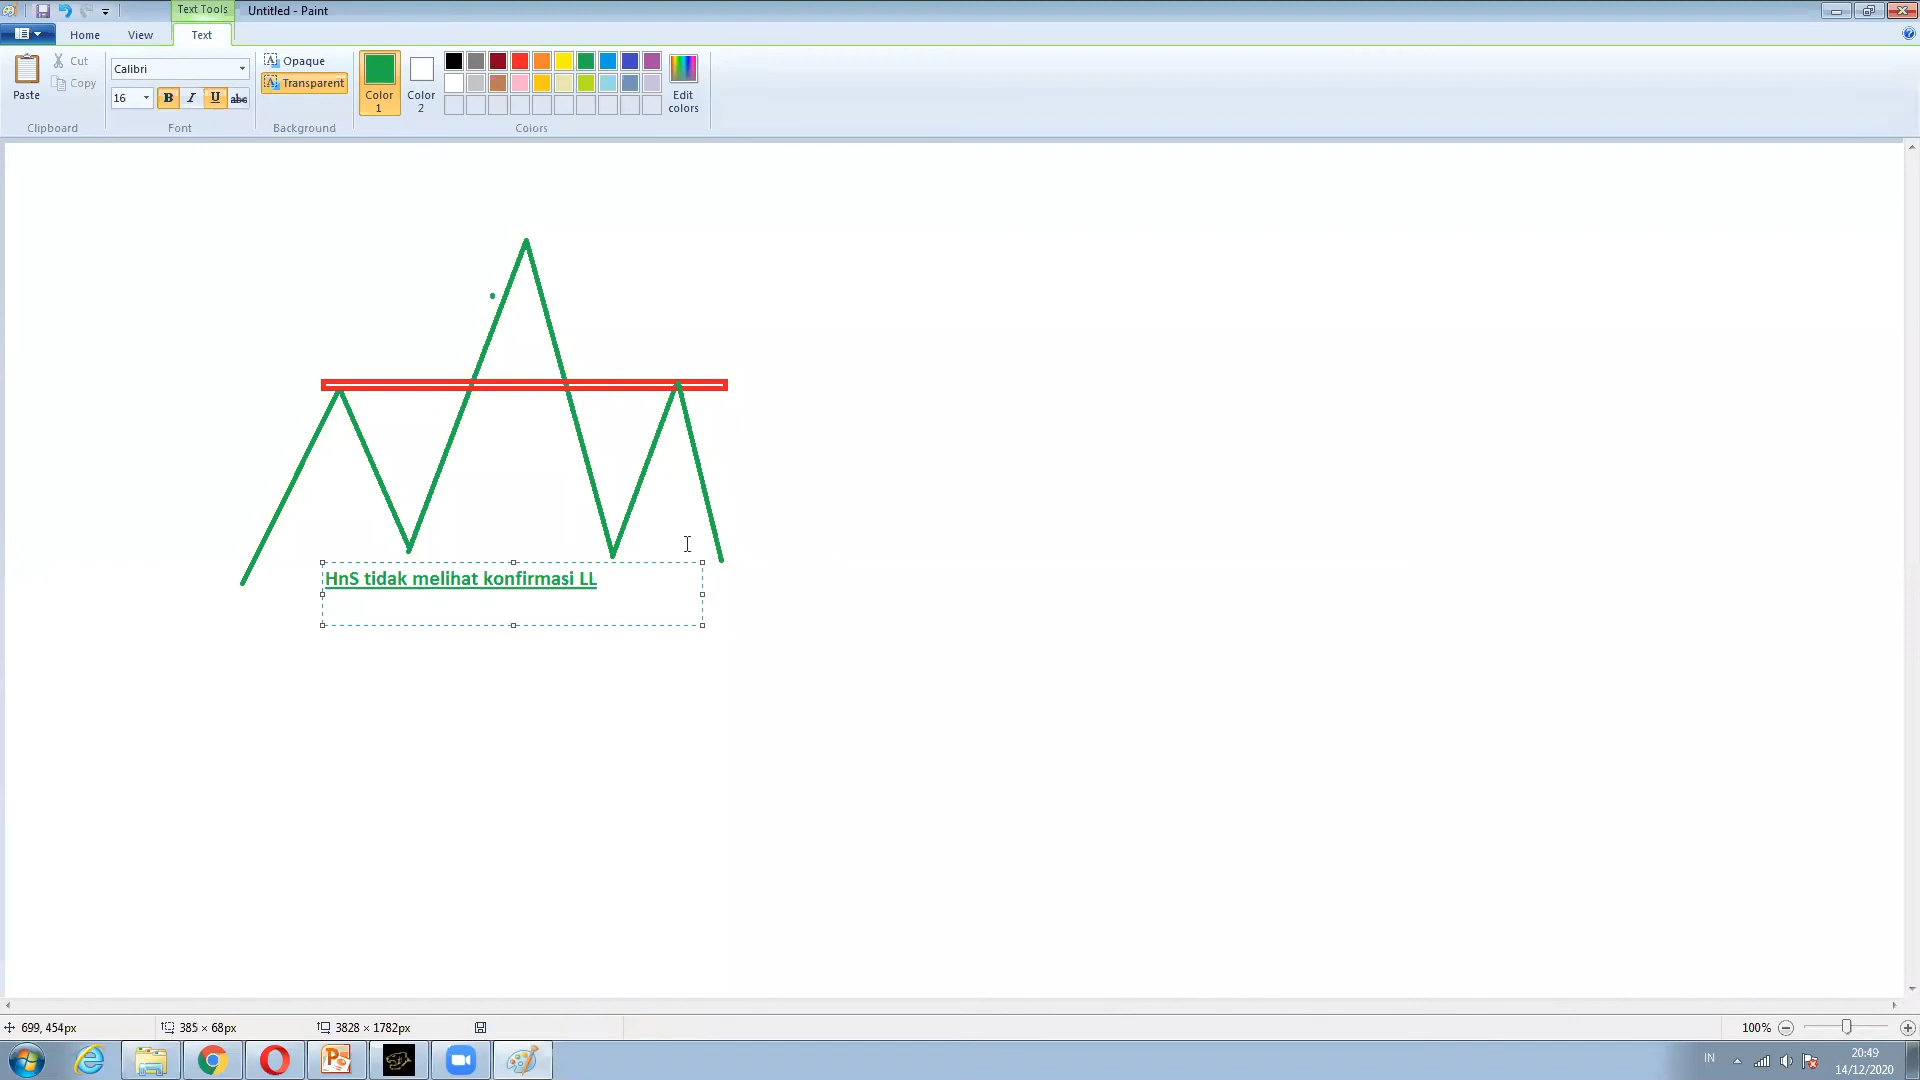 Text Tools
Untitled - Paint
Home
View
Text
Paste
Cut
Copy
Clipboard
Calibri
16
B
I
U
abc
Font
A Opaque
A Transparent
Background
Color 1
Color 2
Edit colors
Colors
HnS tidak melihat konfirmasi LL
699, 454px
385 × 68px
3828 × 1782px
100%
IN
20:49
14/12/2020